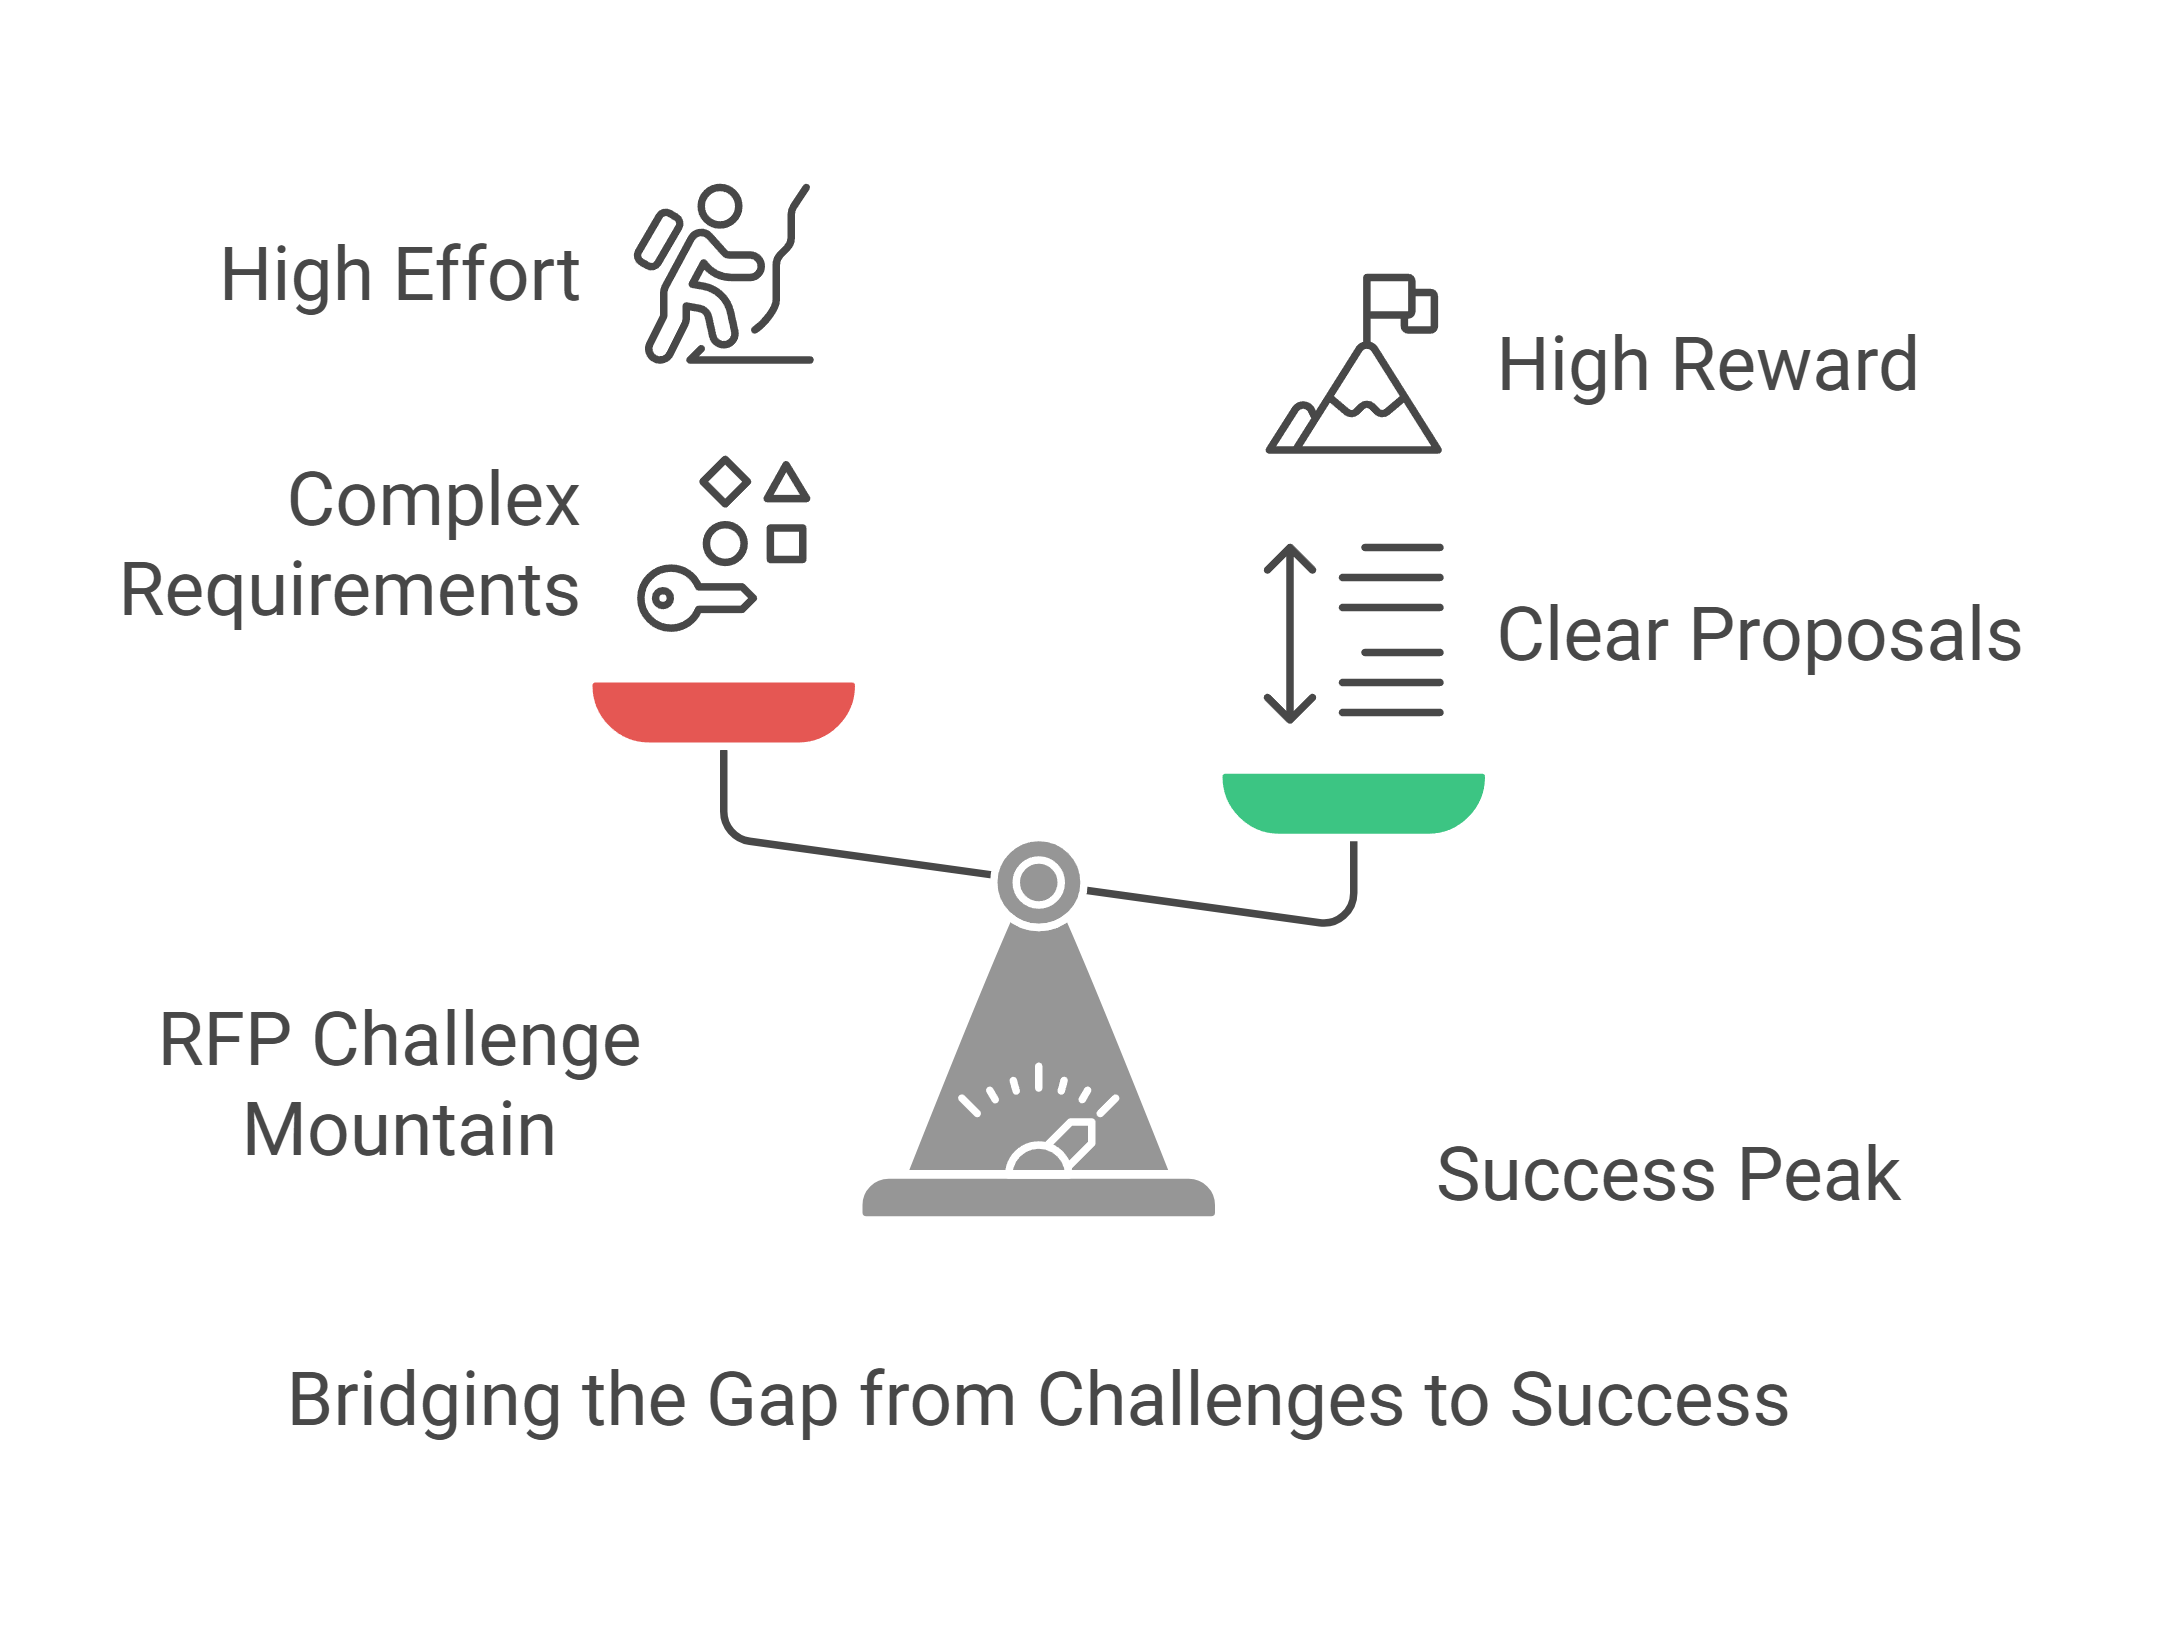 High Effort
Complex
Requirements
High Reward
Clear Proposals
RFP Challenge
Mountain
Success Peak
Bridging the Gap from Challenges to Success